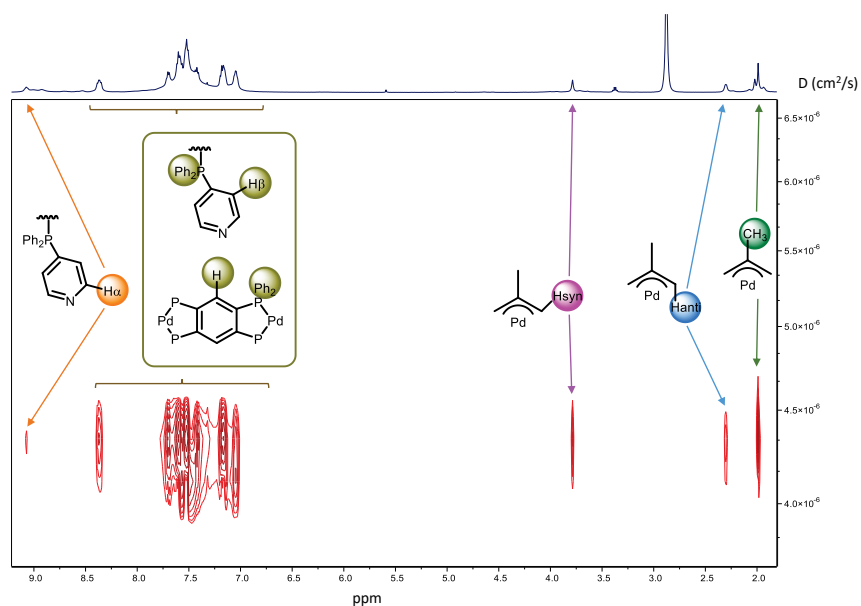 D (cm²/s)
6.5×10⁻⁶
6.0×10⁻⁶
5.5×10⁻⁶
5.0×10⁻⁶
4.5×10⁻⁶
4.0×10⁻⁶
Ph₂P
Hβ
N
Ph₂P
N
Hα
H
P
P
Ph₂
Pd
Pd
P
P
Hsyn
Pd
Hanti
Pd
CH₃
Pd
9.0 8.5 8.0 7.5 7.0 6.5 6.0 5.5 5.0 4.5 4.0 3.5 3.0 2.5 2.0
ppm